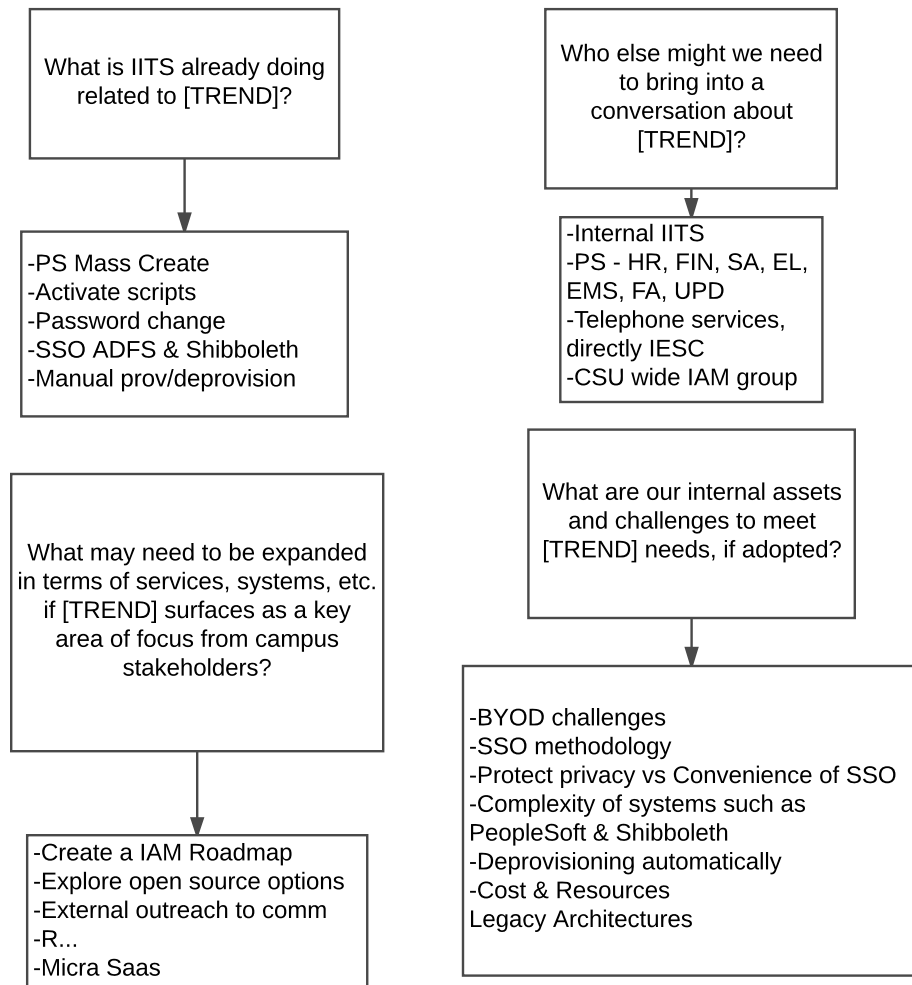 What is IITS already doing
related to [TREND]?
-PS Mass Create
-Activate scripts
-Password change
-SSO ADFS & Shibboleth
-Manual prov/deprovision
Who else might we need
to bring into a
conversation about
[TREND]?
-Internal IITS
-PS - HR, FIN, SA, EL,
EMS, FA, UPD
-Telephone services,
directly IESC
-CSU wide IAM group
What may need to be expanded
in terms of services, systems, etc.
if [TREND] surfaces as a key
area of focus from campus
stakeholders?
-Create a IAM Roadmap
-Explore open source options
-External outreach to comm
-R...
-Micra Saas
What are our internal assets
and challenges to meet
[TREND] needs, if adopted?
-BYOD challenges
-SSO methodology
-Protect privacy vs Convenience of SSO
-Complexity of systems such as
PeopleSoft & Shibboleth
-Deprovisioning automatically
-Cost & Resources
Legacy Architectures